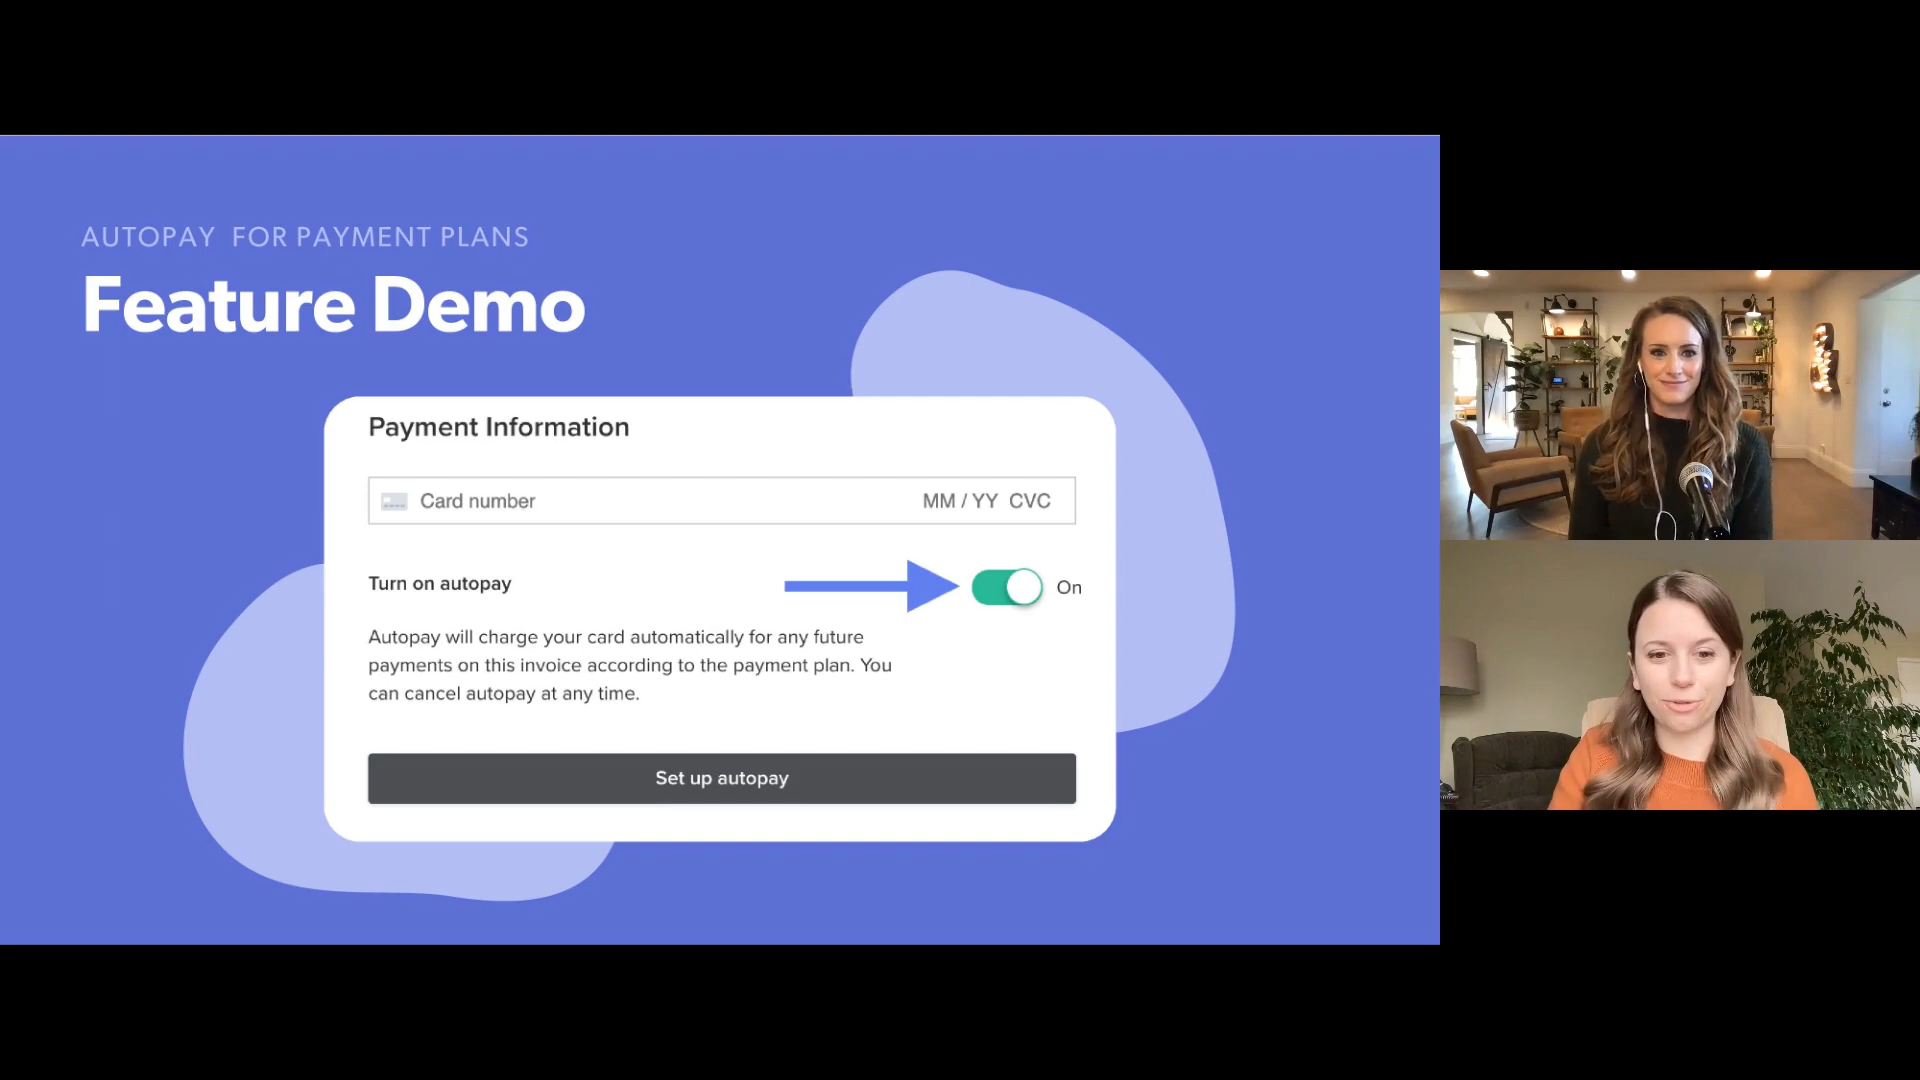 AUTOPAY FOR PAYMENT PLANS
Feature Demo
Payment Information
Card number MM / YY CVC
Turn on autopay On
Autopay will charge your card automatically for any future
payments on this invoice according to the payment plan. You
can cancel autopay at any time.
Set up autopay